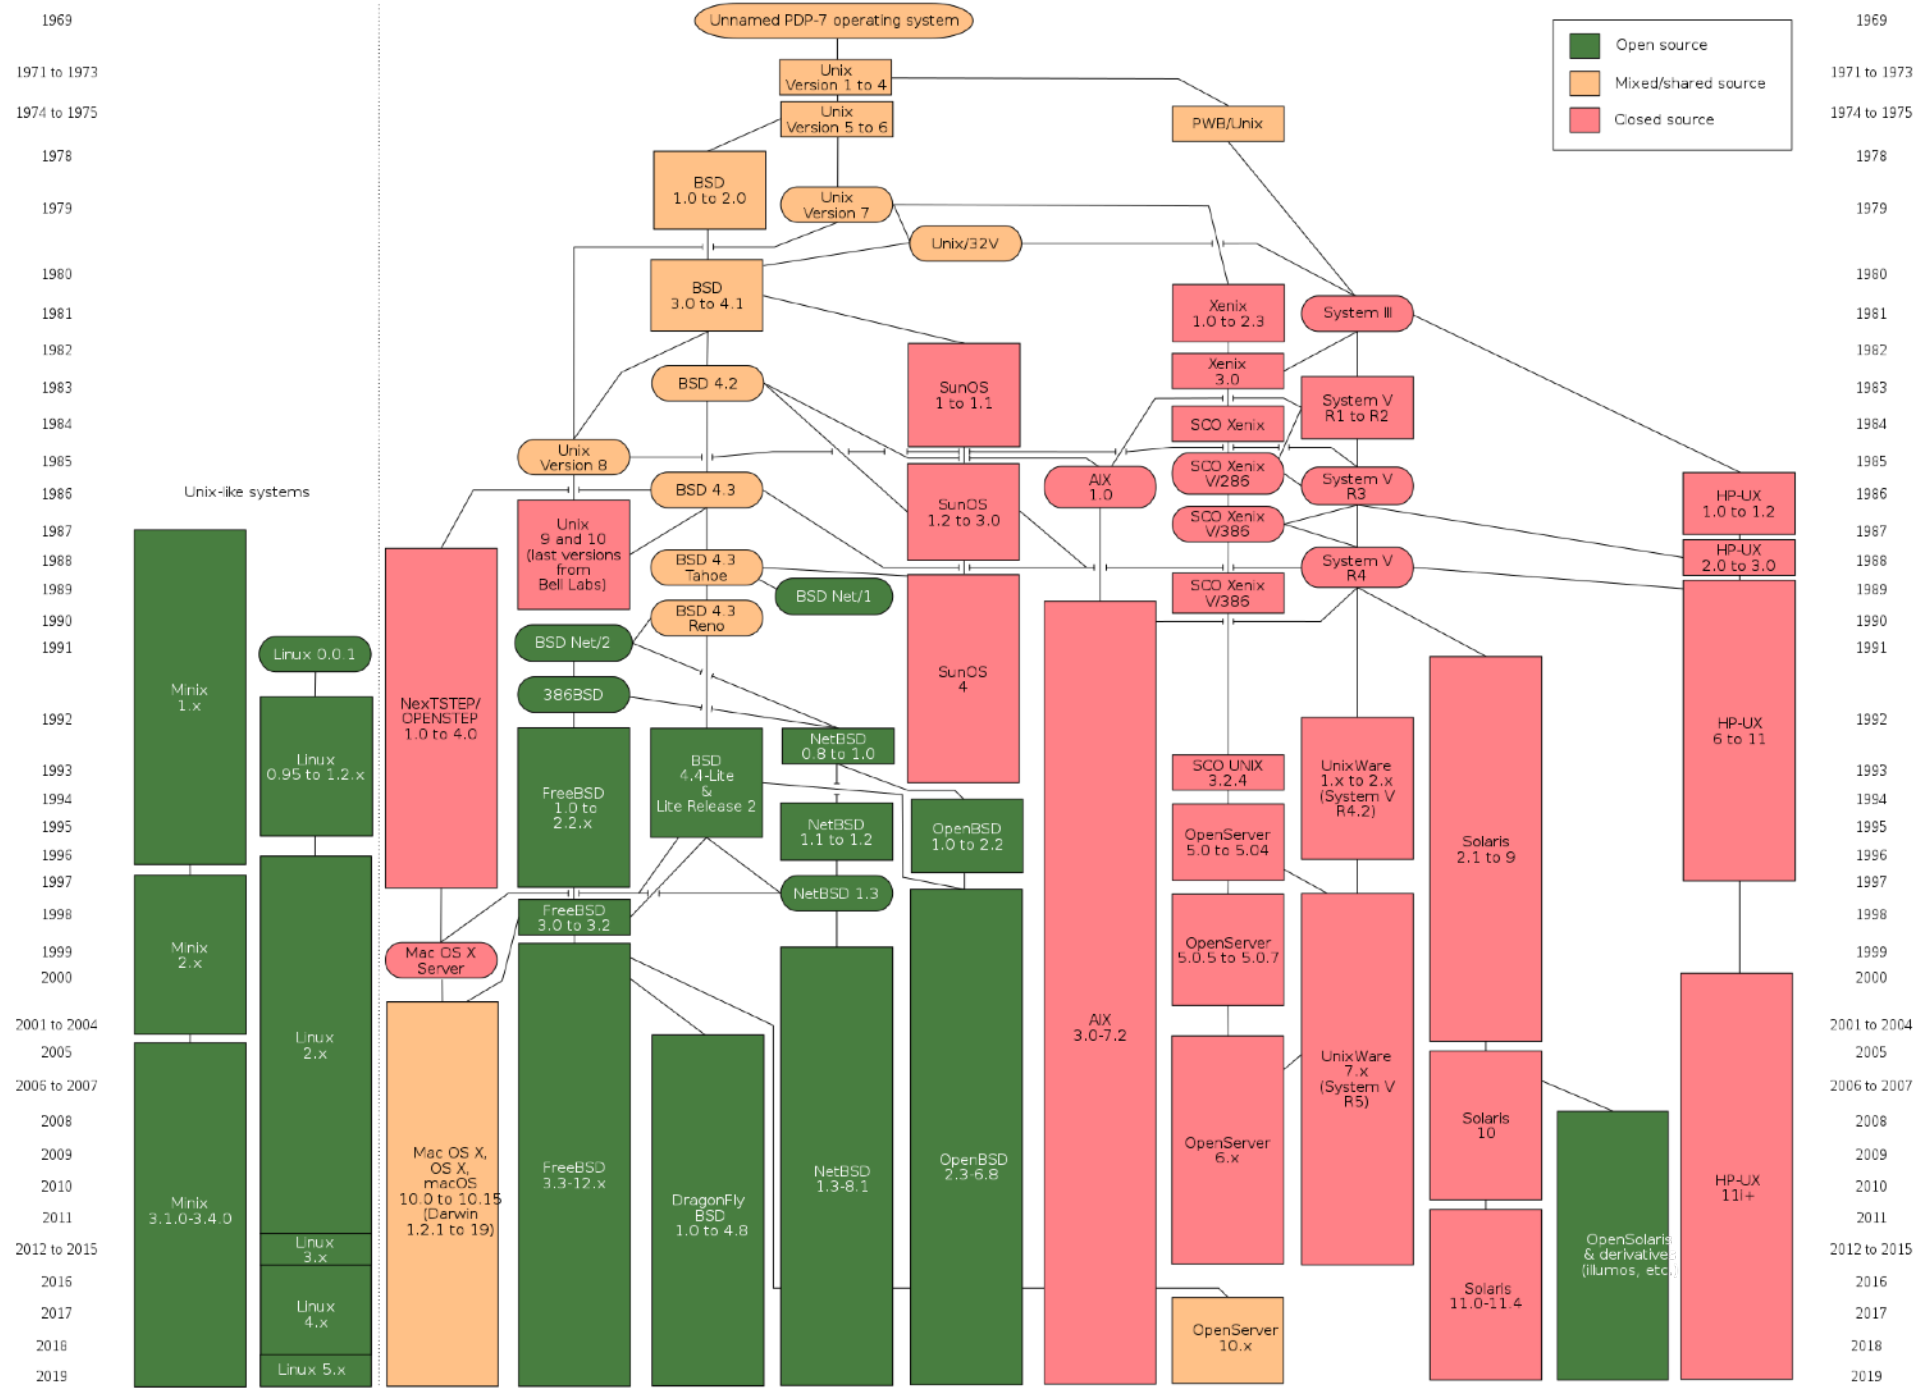 1969
Unnamed PDP-7 operating system
1969
Open source
Mixed/shared source
Closed source
1971 to 1973
Unix
Version 1 to 4
1971 to 1973
1974 to 1975
Unix
Version 5 to 6
PWB/Unix
1974 to 1975
1978
BSD
1.0 to 2.0
1978
1979
Unix
Version 7
1979
Unix/32V
1980
BSD
3.0 to 4.1
1980
1981
Xenix
1.0 to 2.3
System III
1981
1982
Xenix
3.0
1982
1983
BSD 4.2
SunOS
1 to 1.1
System V
R1 to R2
1983
1984
SCO Xenix
1984
1985
Unix
Version 8
SCO Xenix
V/286
1985
Unix-like systems
1986
BSD 4.3
SunOS
1.2 to 3.0
AIX
1.0
System V
R3
HP-UX
1.0 to 1.2
1986
1987
Unix
9 and 10
(last versions
from
Bell Labs)
SCO Xenix
V/386
1987
1988
BSD 4.3
Tahoe
System V
R4
HP-UX
2.0 to 3.0
1988
1989
BSD Net/1
SCO Xenix
V/386
1989
1990
BSD 4.3
Reno
1990
1991
Linux 0.0.1
BSD Net/2
1991
Minix
1.x
NexTSTEP/
OPENSTEP
1.0 to 4.0
386BSD
SunOS
4
1992
NetBSD
0.8 to 1.0
HP-UX
6 to 11
1992
1993
Linux
0.95 to 1.2.x
BSD
4.4-Lite
&
Lite Release 2
SCO UNIX
3.2.4
UnixWare
1.x to 2.x
(System V
R4.2)
1993
1994
FreeBSD
1.0 to
2.2.x
1994
1995
NetBSD
1.1 to 1.2
OpenBSD
1.0 to 2.2
OpenServer
5.0 to 5.04
Solaris
2.1 to 9
1995
1996
1996
1997
NetBSD 1.3
1997
1998
FreeBSD
3.0 to 3.2
1998
1999
Minix
2.x
Mac OS X
Server
OpenServer
5.0.5 to 5.0.7
1999
2000
2000
2001 to 2004
Linux
2.x
AIX
3.0-7.2
2001 to 2004
2005
UnixWare
7.x
(System V
R5)
2005
2006 to 2007
2006 to 2007
2008
Solaris
10
2008
2009
Mac OS X,
OS X,
macOS
10.0 to 10.15
(Darwin
1.2.1 to 19)
FreeBSD
3.3-12.x
NetBSD
1.3-8.1
OpenBSD
2.3-6.8
OpenServer
6.x
2009
2010
Minix
3.1.0-3.4.0
DragonFly
BSD
1.0 to 4.8
HP-UX
11i+
2010
2011
2011
2012 to 2015
Linux
3.x
OpenSolaris
& derivatives
(illumos, etc.)
2012 to 2015
2016
Solaris
11.0-11.4
2016
2017
Linux
4.x
2017
2018
OpenServer
10.x
2018
2019
Linux 5.x
2019